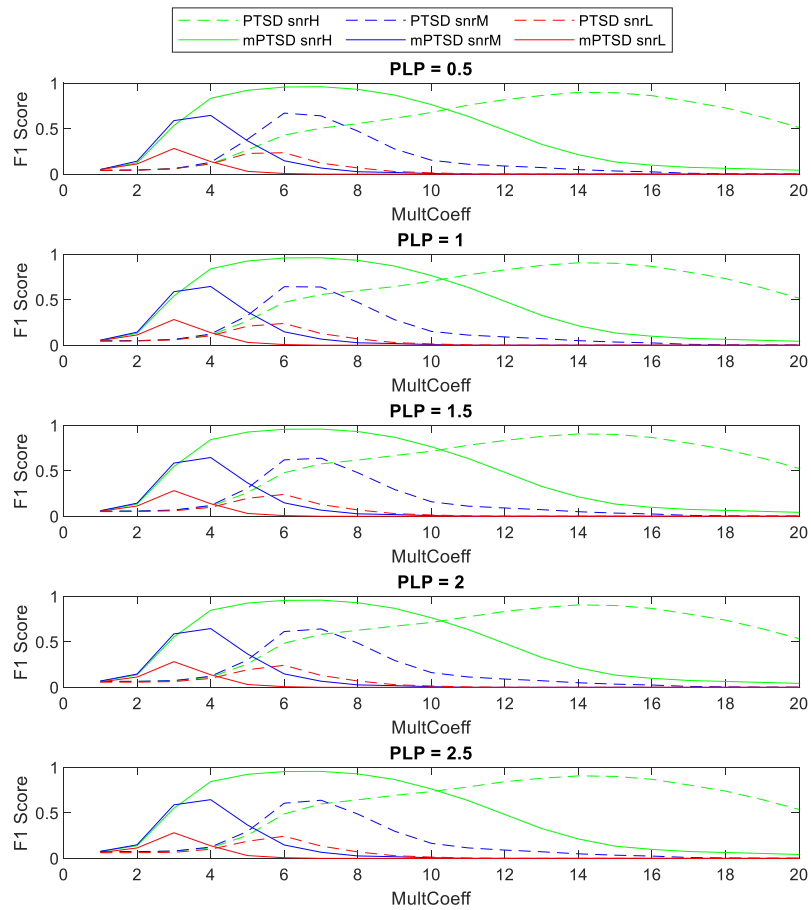 PTSD snrH PTSD snrM PTSD snrL
mPTSD snrH mPTSD snrM mPTSD snrL
PLP = 0.5
1
0.5
0
F1 Score
0 2 4 6 8 10 12 14 16 18 20
MultCoeff
PLP = 1
1
0.5
0
F1 Score
0 2 4 6 8 10 12 14 16 18 20
MultCoeff
PLP = 1.5
1
0.5
0
F1 Score
0 2 4 6 8 10 12 14 16 18 20
MultCoeff
PLP = 2
1
0.5
0
F1 Score
0 2 4 6 8 10 12 14 16 18 20
MultCoeff
PLP = 2.5
1
0.5
0
F1 Score
0 2 4 6 8 10 12 14 16 18 20
MultCoeff